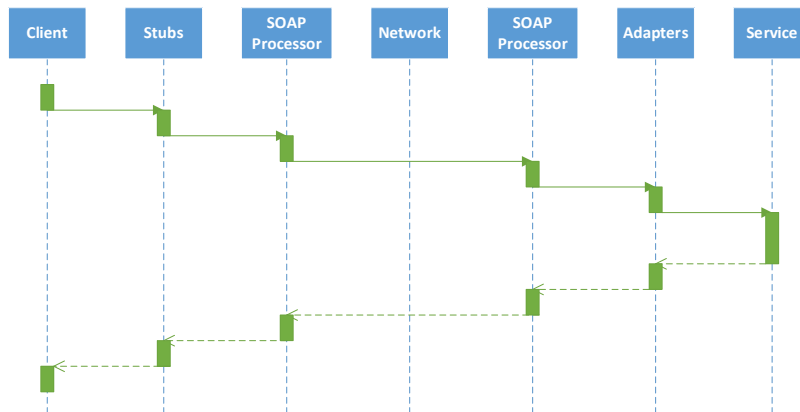 Client
Stubs
SOAP
Processor
Network
SOAP
Processor
Adapters
Service